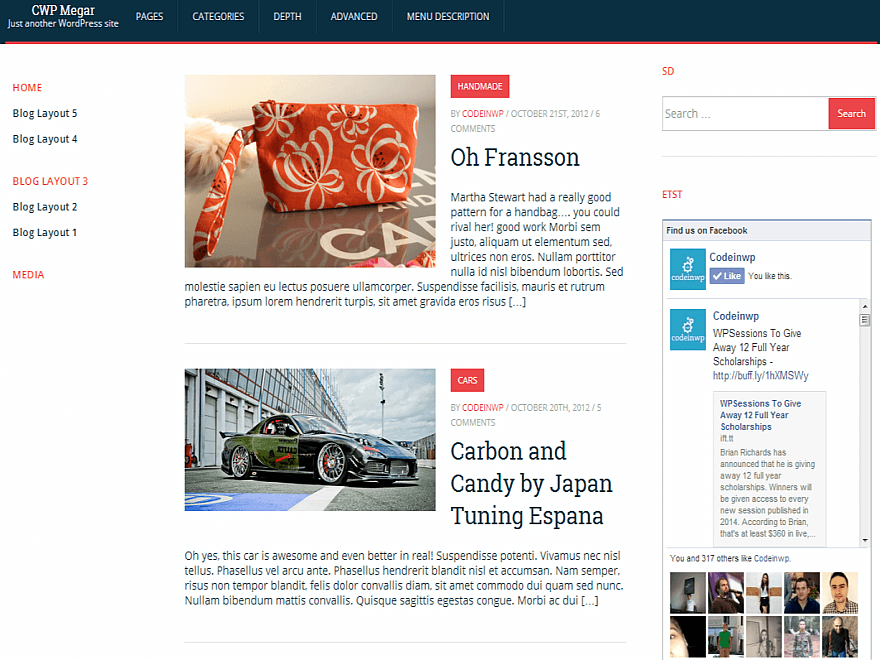 CWP Megar
Just another WordPress site
PAGES
CATEGORIES
DEPTH
ADVANCED
MENU DESCRIPTION
HOME
Blog Layout 5
Blog Layout 4
BLOG LAYOUT 3
Blog Layout 2
Blog Layout 1
MEDIA
HANDMADE
BY CODEINWP / OCTOBER 21ST, 2012 / 6
COMMENTS
Oh Fransson
Martha Stewart had a really good
pattern for a handbag…. you could
rival her! good work Morbi sem
justo, aliquam ut elementum sed,
ultrices non eros. Nullam porttitor
nulla id nisl bibendum lobortis. Sed
molestie sapien eu lectus posuere ullamcorper. Suspendisse facilisis, mauris et rutrum
pharetra, ipsum lorem hendrerit turpis, sit amet gravida eros risus […]
CARS
BY CODEINWP / OCTOBER 20TH, 2012 / 5
COMMENTS
Carbon and
Candy by Japan
Tuning Espana
Oh yes, this car is awesome and even better in real! Suspendisse potenti. Vivamus nec nisl
tellus. Phasellus vel arcu ante. Phasellus hendrerit blandit nisl et accumsan. Nam semper,
risus non tempor blandit, felis dolor convallis diam, sit amet commodo dui quam sed nunc.
Nullam bibendum mattis convallis. Quisque sagittis egestas congue. Morbi ac dui […]
SD
Search …
Search
ETST
Find us on Facebook
codeinwp
Codeinwp
Like
You like this.
codeinwp
Codeinwp
WPSessions To Give
Away 12 Full Year
Scholarships -
http://buff.ly/1hXMSWy
WPSessions To Give
Away 12 Full Year
Scholarships
ift.tt
Brian Richards has
announced that he is giving
away 12 full year
scholarships. Winners will
be given access to every
new session published in
2014. According to Brian,
that's at least $360 in live,...
You and 317 others like Codeinwp.